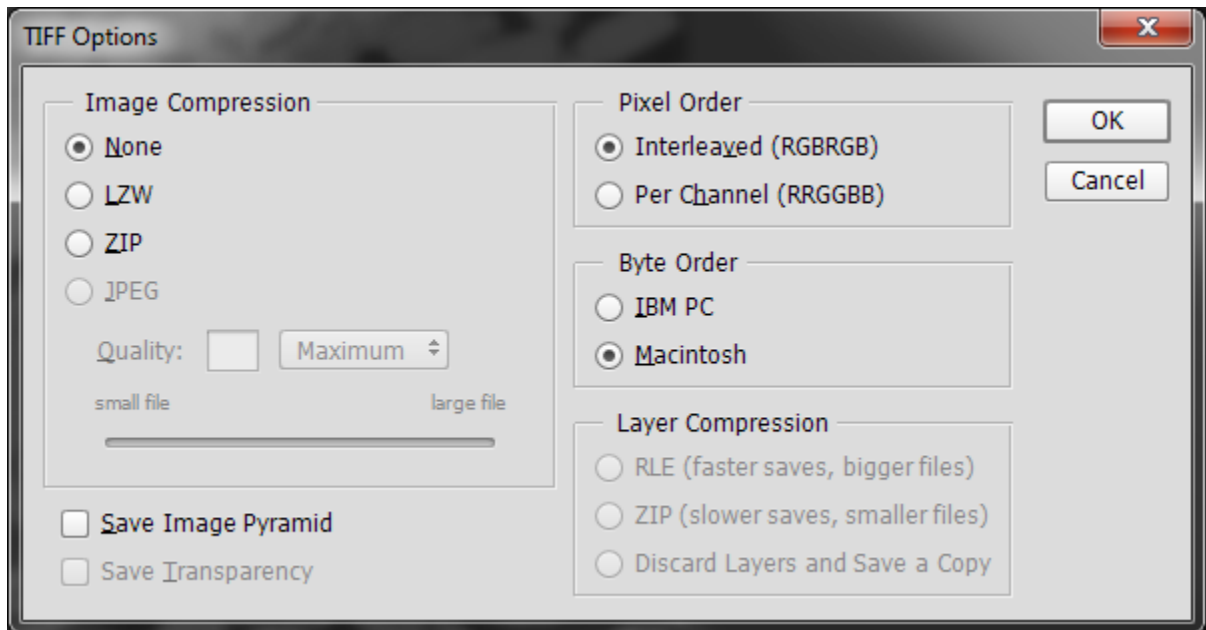 TIFF Options
X
Image Compression
None
LZW
ZIP
JPEG
Quality:
Maximum
small file large file
Save Image Pyramid
Save Transparency
Pixel Order
Interleaved (RGBRGB)
Per Channel (RRGGBB)
Byte Order
IBM PC
Macintosh
Layer Compression
RLE (faster saves, bigger files)
ZIP (slower saves, smaller files)
Discard Layers and Save a Copy
OK
Cancel